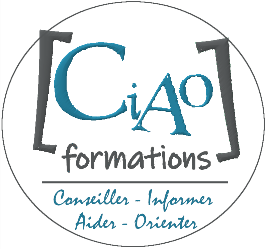 CiAo
formations
Conseiller - Informer
Aider - Orienter